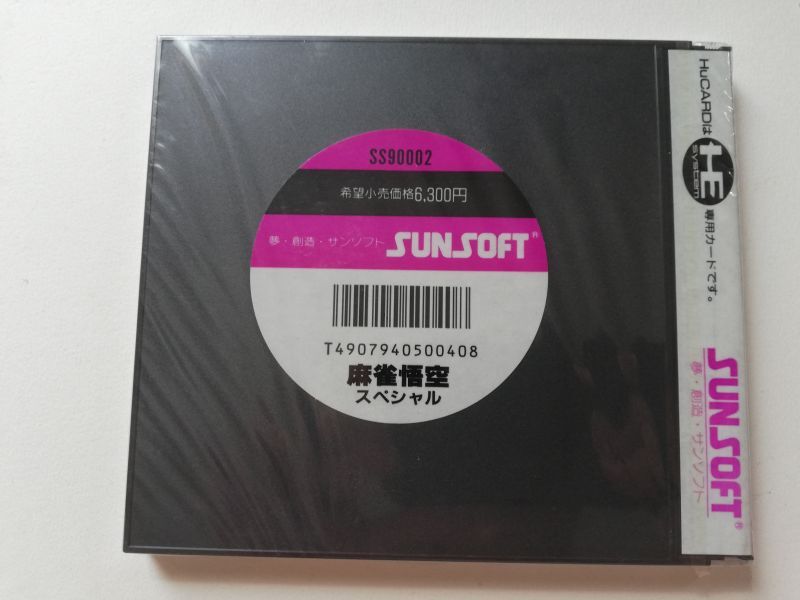 SS90002
希望小売価格6,300円
夢・創造・サンソフト SUNSOFT®
T4907940500408
麻雀悟空
スペシャル
HuCARDは HE system 専用カードです。
SUNSOFT®
夢・創造・サンソフト